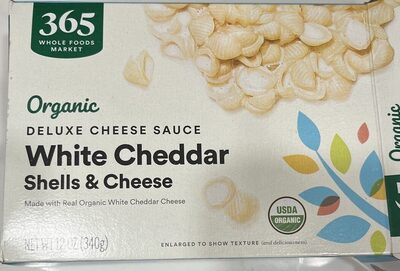 365
WHOLE FOODS
MARKET
Organic
DELUXE CHEESE SAUCE
White Cheddar
Shells & Cheese
Made with Real Organic White Cheddar Cheese
USDA
ORGANIC
NET WT 12 OZ (340g)
ENLARGED TO SHOW TEXTURE (and deliciousness)
Organic